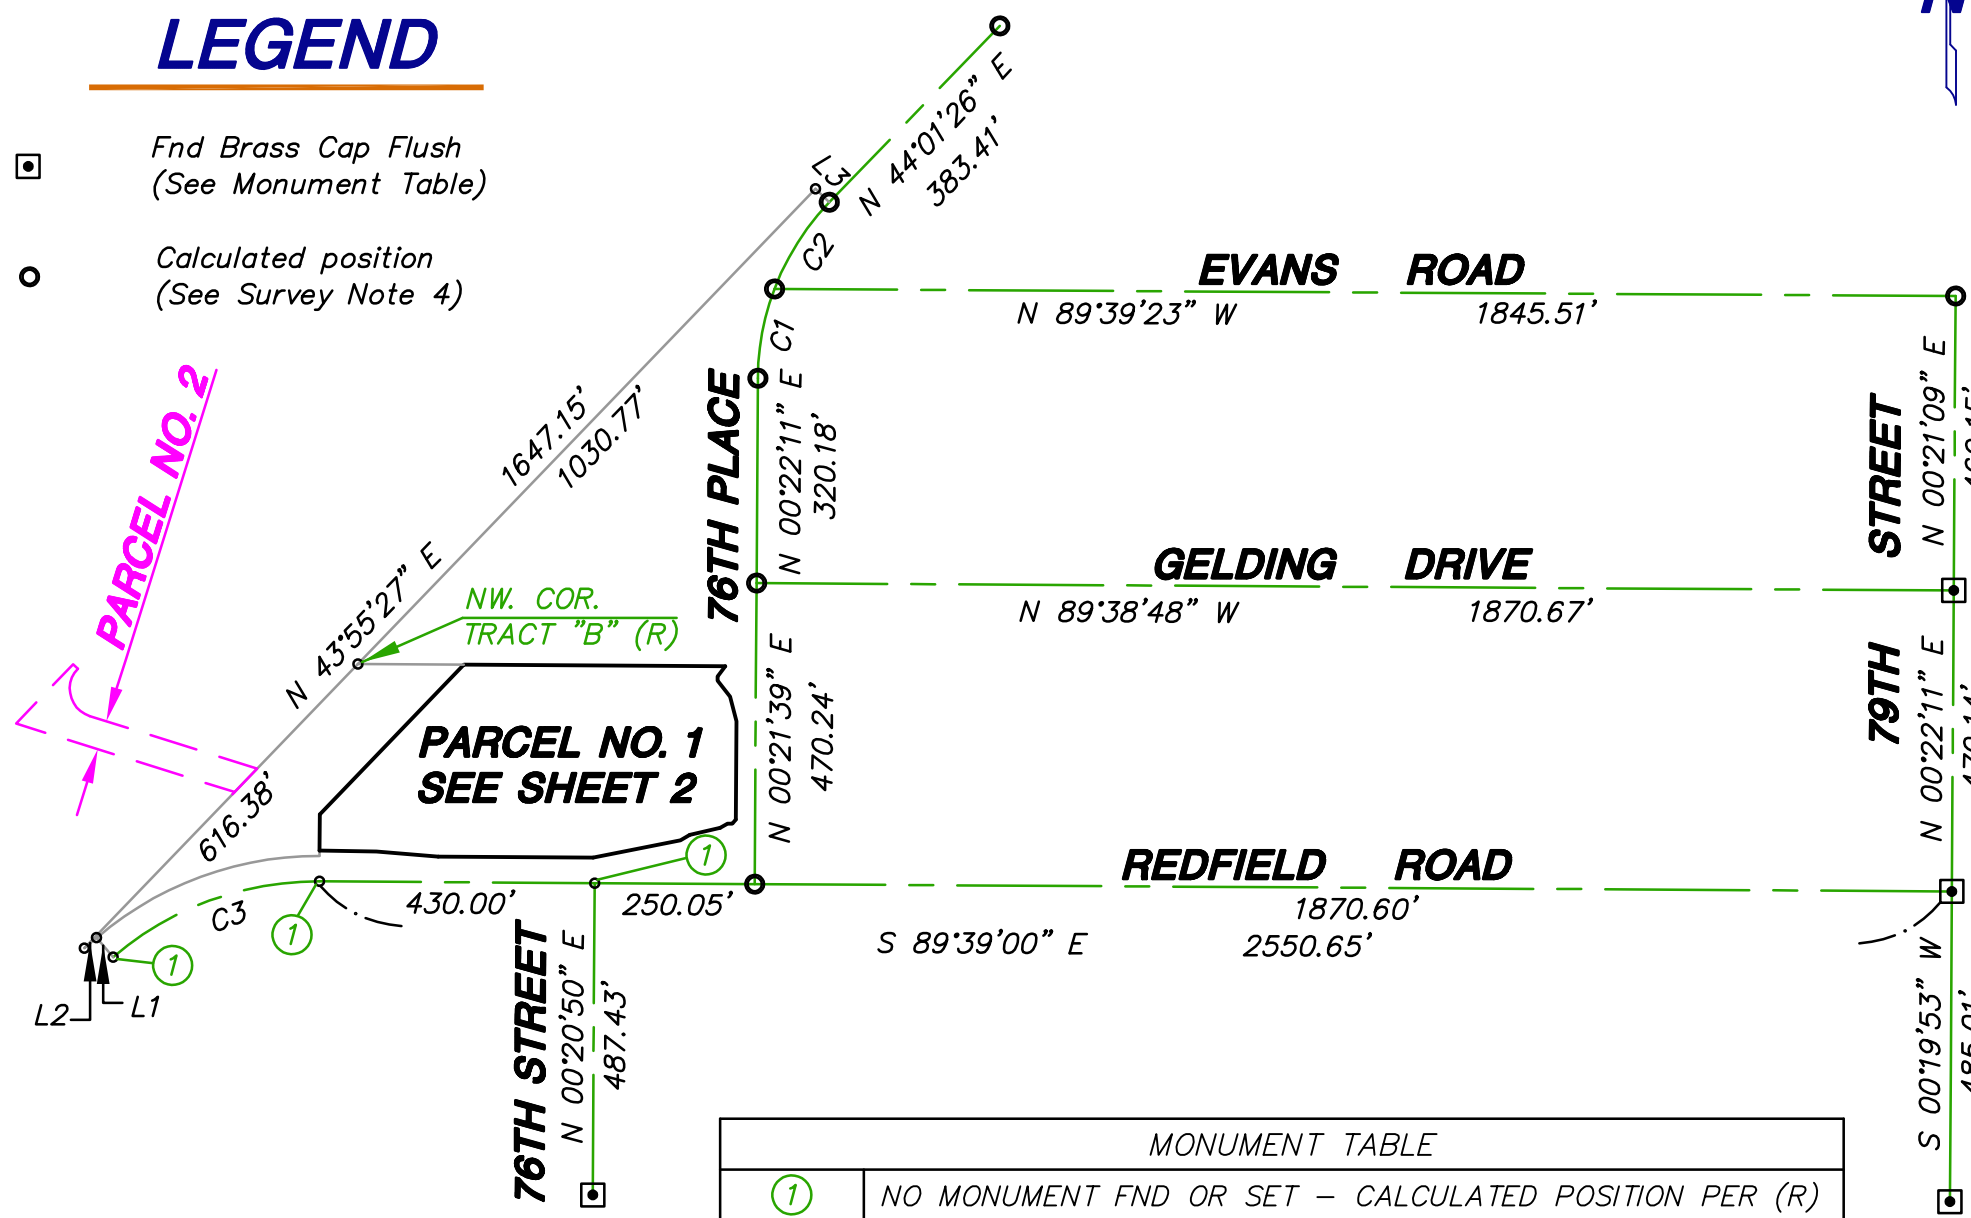 LEGEND
Fnd Brass Cap Flush
(See Monument Table)
Calculated position
(See Survey Note 4)
N 44°01'26" E
383.41'
L3
C2
C1
EVANS ROAD
N 89°39'23" W 1845.51'
PARCEL NO. 2
1647.15'
1030.77'
N 43°55'27" E
616.38'
NW. COR.
TRACT "B" (R)
76TH PLACE
N 00°22'11" E
320.18'
GELDING DRIVE
N 89°38'48" W 1870.67'
79TH STREET
N 00°21'09" E
N 00°22'11" E
470.14'
PARCEL NO. 1
SEE SHEET 2
N 00°21'39" E
470.24'
REDFIELD ROAD
430.00'
250.05'
1870.60'
S 89°39'00" E 2550.65'
C3
1
1
1
L2
L1
76TH STREET
N 00°20'50" E
487.43'
S 00°19'53" W
485.01'
MONUMENT TABLE
1 NO MONUMENT FND OR SET – CALCULATED POSITION PER (R)